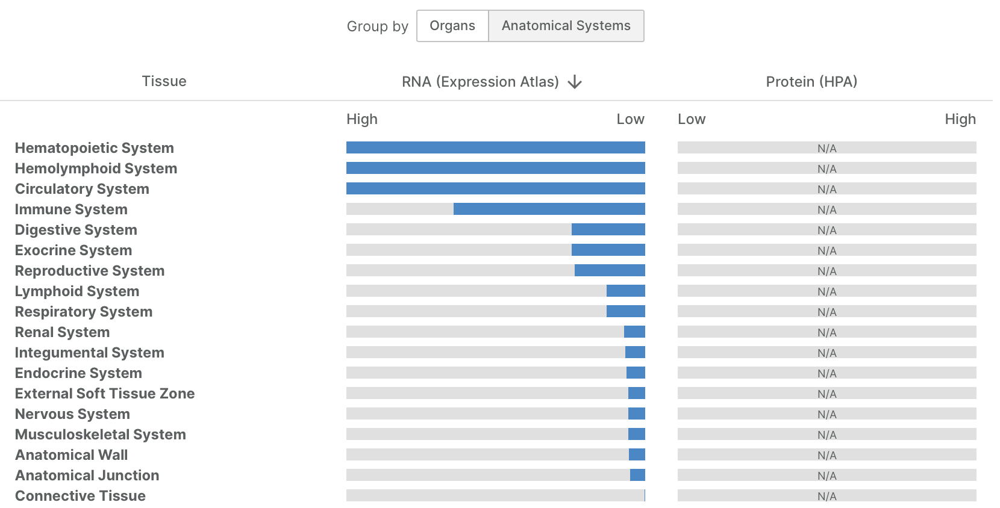 Group by Organs Anatomical Systems
Tissue RNA (Expression Atlas) ↓ Protein (HPA)
High Low Low High
Hematopoietic System N/A
Hemolymphoid System N/A
Circulatory System N/A
Immune System N/A
Digestive System N/A
Exocrine System N/A
Reproductive System N/A
Lymphoid System N/A
Respiratory System N/A
Renal System N/A
Integumental System N/A
Endocrine System N/A
External Soft Tissue Zone N/A
Nervous System N/A
Musculoskeletal System N/A
Anatomical Wall N/A
Anatomical Junction N/A
Connective Tissue N/A